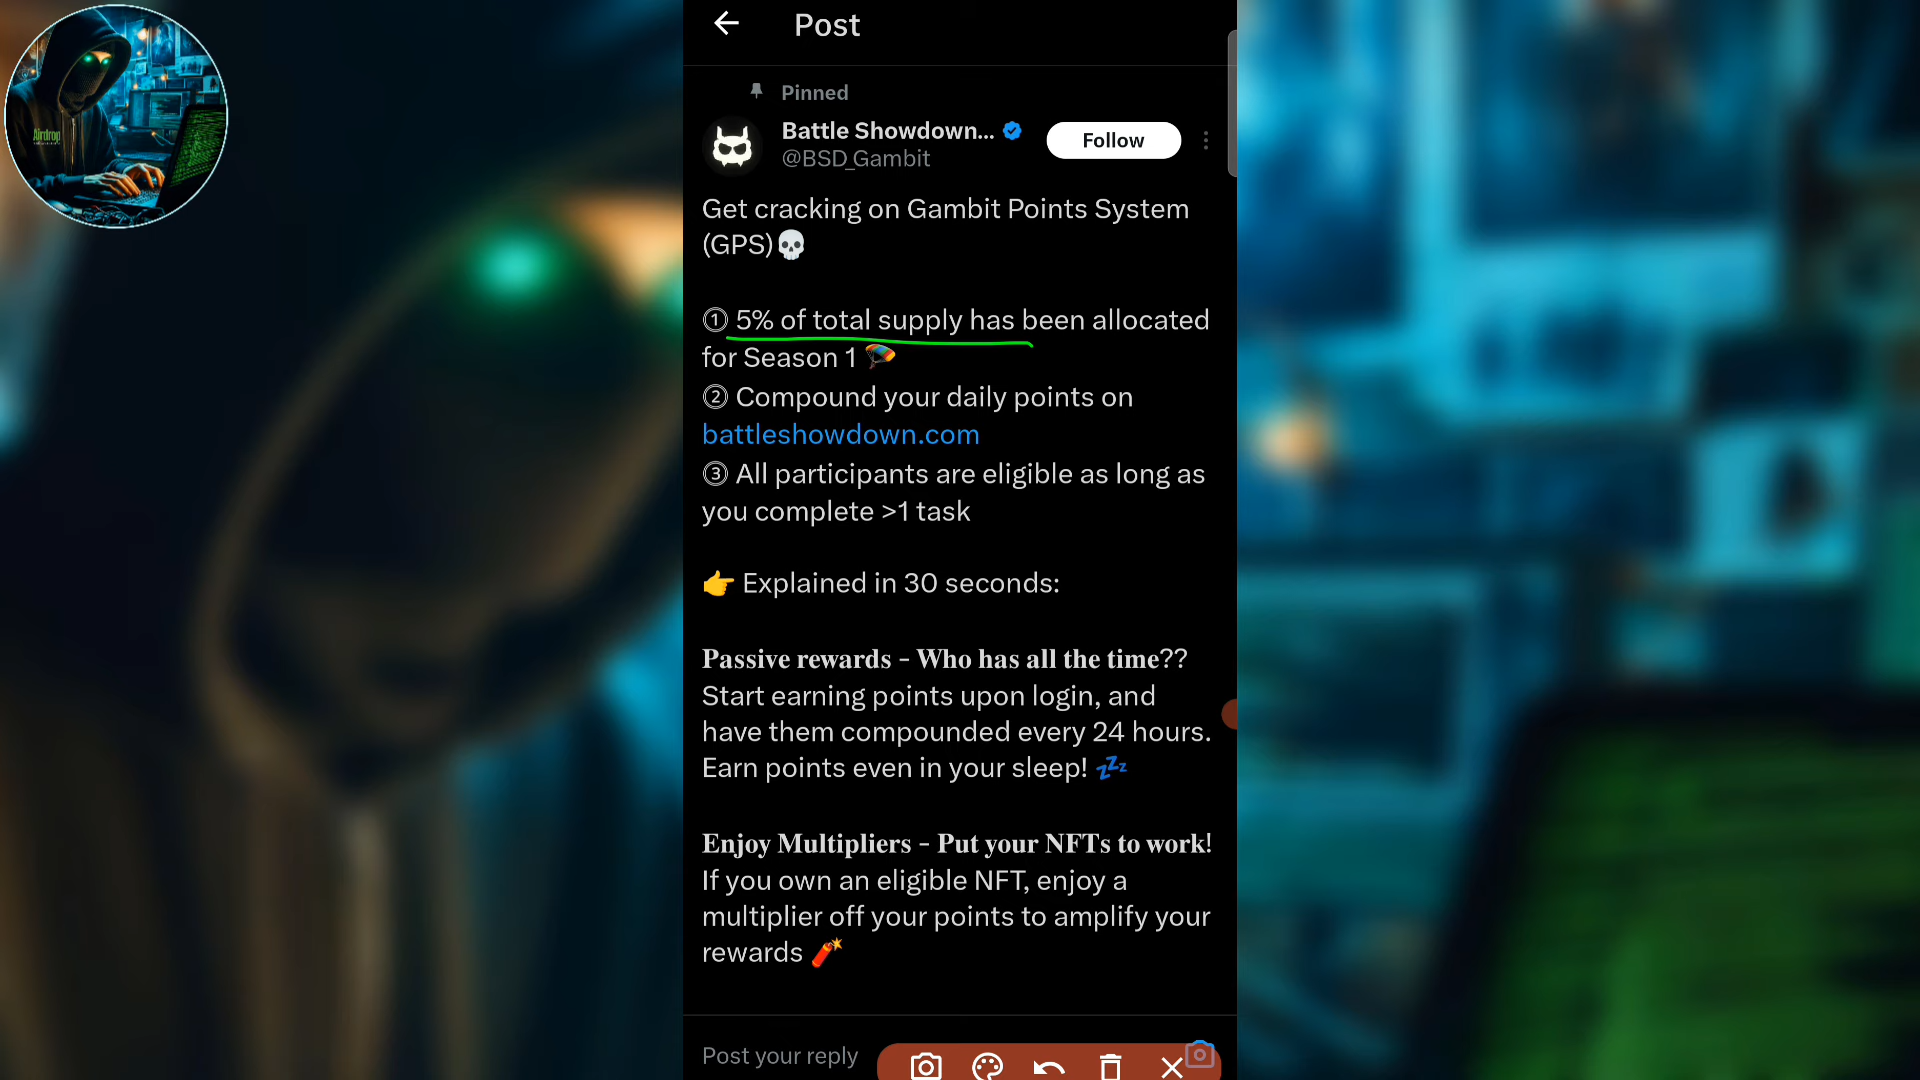 Post
Pinned
Battle Showdown...
Follow
@BSD_Gambit
Get cracking on Gambit Points System
(GPS)💀
① 5% of total supply has been allocated
for Season 1 🪂
② Compound your daily points on
battleshowdown.com
③ All participants are eligible as long as
you complete >1 task
👉 Explained in 30 seconds:
𝐏𝐚𝐬𝐬𝐢𝐯𝐞 𝐫𝐞𝐰𝐚𝐫𝐝𝐬 - 𝐖𝐡𝐨 𝐡𝐚𝐬 𝐚𝐥𝐥 𝐭𝐡𝐞 𝐭𝐢𝐦𝐞??
Start earning points upon login, and
have them compounded every 24 hours.
Earn points even in your sleep! 💤
𝐄𝐧𝐣𝐨𝐲 𝐌𝐮𝐥𝐭𝐢𝐩𝐥𝐢𝐞𝐫𝐬 - 𝐏𝐮𝐭 𝐲𝐨𝐮𝐫 𝐍𝐅𝐓𝐬 𝐭𝐨 𝐰𝐨𝐫𝐤!
If you own an eligible NFT, enjoy a
multiplier off your points to amplify your
rewards 🧨
Post your reply
Airdrop